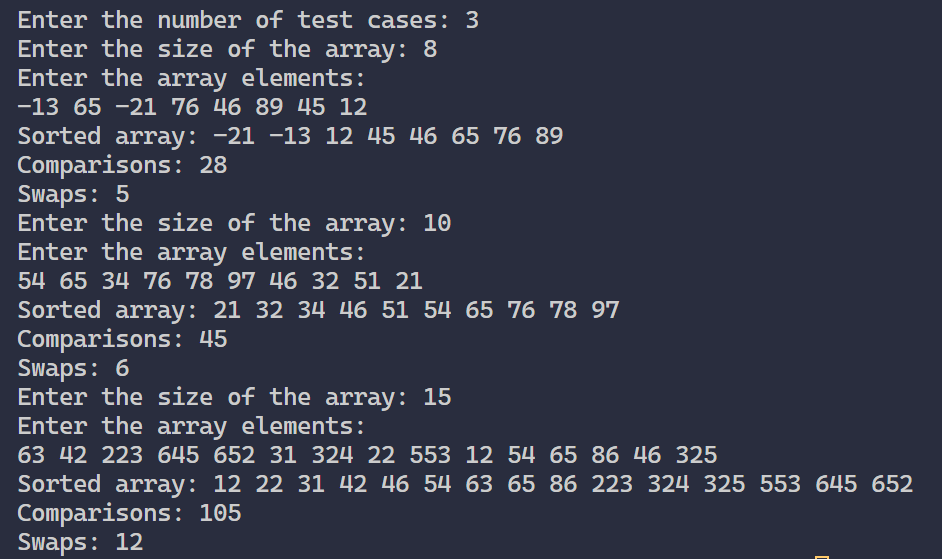 Enter the number of test cases: 3
Enter the size of the array: 8
Enter the array elements:
-13 65 -21 76 46 89 45 12
Sorted array: -21 -13 12 45 46 65 76 89
Comparisons: 28
Swaps: 5
Enter the size of the array: 10
Enter the array elements:
54 65 34 76 78 97 46 32 51 21
Sorted array: 21 32 34 46 51 54 65 76 78 97
Comparisons: 45
Swaps: 6
Enter the size of the array: 15
Enter the array elements:
63 42 223 645 652 31 324 22 553 12 54 65 86 46 325
Sorted array: 12 22 31 42 46 54 63 65 86 223 324 325 553 645 652
Comparisons: 105
Swaps: 12